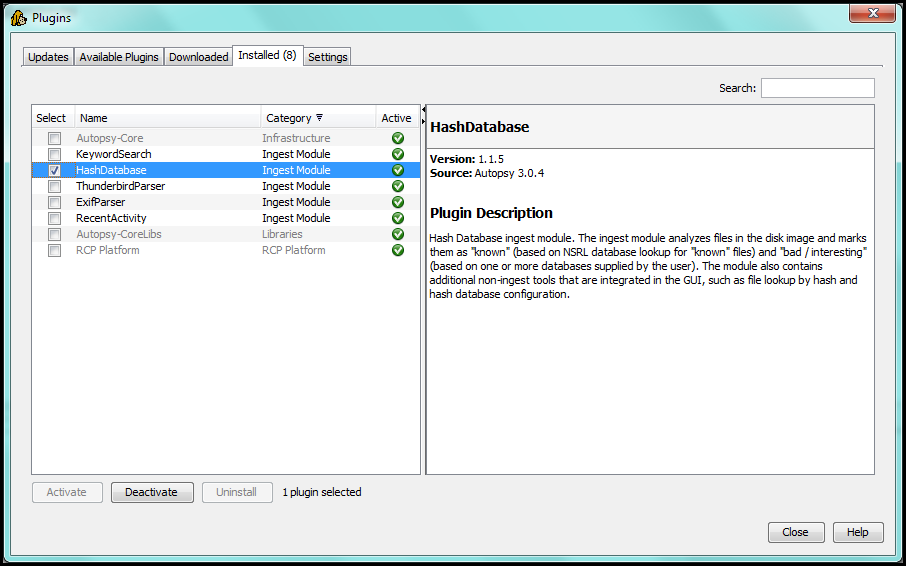 Plugins
Updates Available Plugins Downloaded Installed (8) Settings
Search:
Select Name Category Active
Autopsy-Core Infrastructure
KeywordSearch Ingest Module
HashDatabase Ingest Module
ThunderbirdParser Ingest Module
ExifParser Ingest Module
RecentActivity Ingest Module
Autopsy-CoreLibs Libraries
RCP Platform RCP Platform
HashDatabase
Version: 1.1.5
Source: Autopsy 3.0.4
Plugin Description
Hash Database ingest module. The ingest module analyzes files in the disk image and marks
them as "known" (based on NSRL database lookup for "known" files) and "bad / interesting"
(based on one or more databases supplied by the user). The module also contains
additional non-ingest tools that are integrated in the GUI, such as file lookup by hash and
hash database configuration.
Activate Deactivate Uninstall 1 plugin selected
Close Help